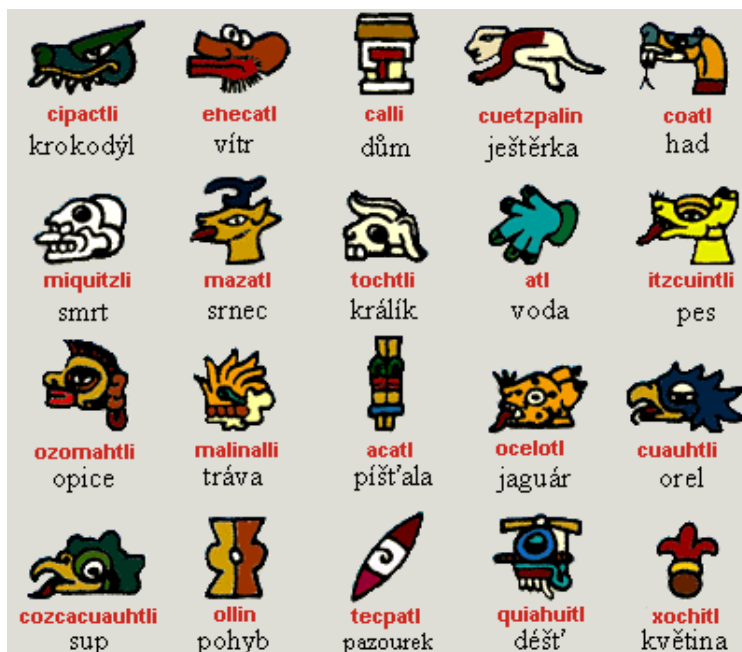 cipactli ehecatl calli cuetzpalin coatl
krokodýl vítr dům ještěrka had
miquitzli mazatl tochtli atl itzcuintli
smrt srnec králík voda pes
ozomahtli malinalli acatl ocelotl cuauhtli
opice tráva píšťala jaguár orel
cozcacuauhtli ollin tecpatl quiahuitl xochitl
sup pohyb pazourek déšť květina